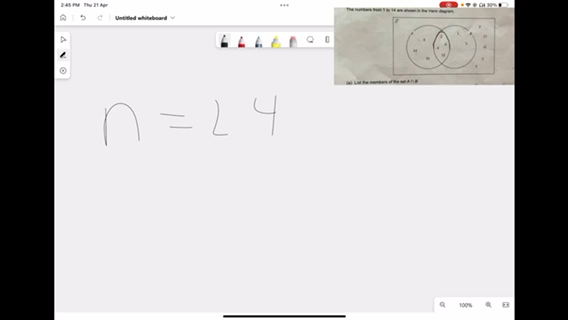 2:45 PM Thu 21 Apr
30%
Untitled whiteboard
The numbers from 1 to 14 are shown in the Venn diagram.
(a) List the members of the set A ∩ B
n = 24
100%